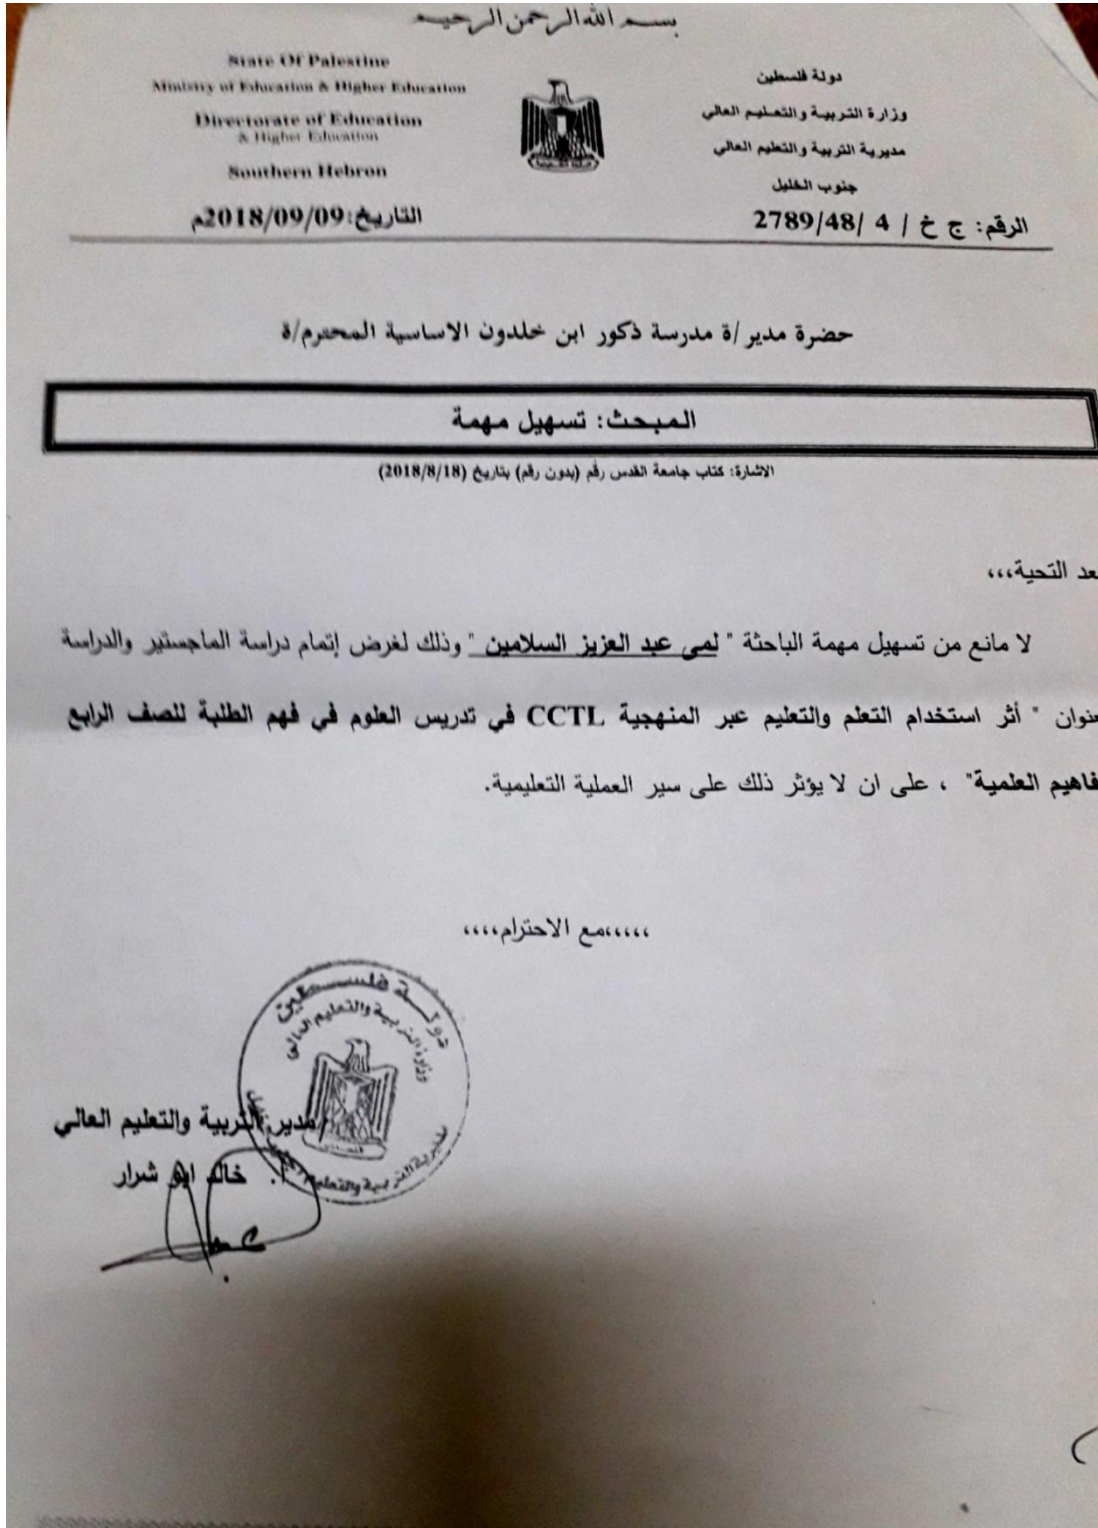 بسم الله الرحمن الرحيم
State Of Palestine
Ministry of Education & Higher Education
Directorate of Education
& Higher Education
Southern Hebron
دولة فلسطين
وزارة التربية والتعليم العالي
مديرية التربية والتعليم العالي
جنوب الخليل
الرقم: ج خ / 4 /2789/48
التاريخ:2018/09/09م
حضرة مدير/ة مدرسة ذكور ابن خلدون الاساسية المحترم/ة
المبحث: تسهيل مهمة
الاشارة: كتاب جامعة القدس رقم (بدون رقم) بتاريخ (2018/8/18)
عد التحية،،،
لا مانع من تسهيل مهمة الباحثة " لمى عبد العزيز السلامين " وذلك لغرض إتمام دراسة الماجستير والدراسة
عنوان " أثر استخدام التعلم والتعليم عبر المنهجية CCTL في تدريس العلوم في فهم الطلبة للصف الرابع
فاهيم العلمية" ، على ان لا يؤثر ذلك على سير العملية التعليمية.
،،،،،مع الاحترام،،،،
دولة فلسطين
وزارة التربية والتعليم العالي
مديرية التربية والتعليم
مدير التربية والتعليم العالي
أ. خالد ابو شرار